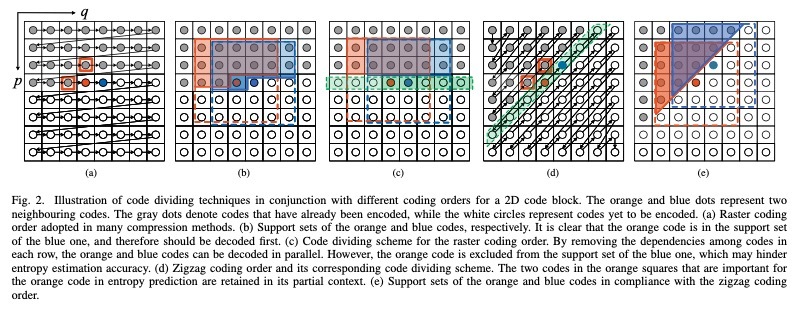 q
p
(a) (b) (c) (d) (e)
Fig. 2. Illustration of code dividing techniques in conjunction with different coding orders for a 2D code block. The orange and blue dots represent two
neighbouring codes. The gray dots denote codes that have already been encoded, while the white circles represent codes yet to be encoded. (a) Raster coding
order adopted in many compression methods. (b) Support sets of the orange and blue codes, respectively. It is clear that the orange code is in the support set
of the blue one, and therefore should be decoded first. (c) Code dividing scheme for the raster coding order. By removing the dependencies among codes in
each row, the orange and blue codes can be decoded in parallel. However, the orange code is excluded from the support set of the blue one, which may hinder
entropy estimation accuracy. (d) Zigzag coding order and its corresponding code dividing scheme. The two codes in the orange squares that are important for
the orange code in entropy prediction are retained in its partial context. (e) Support sets of the orange and blue codes in compliance with the zigzag coding
order.